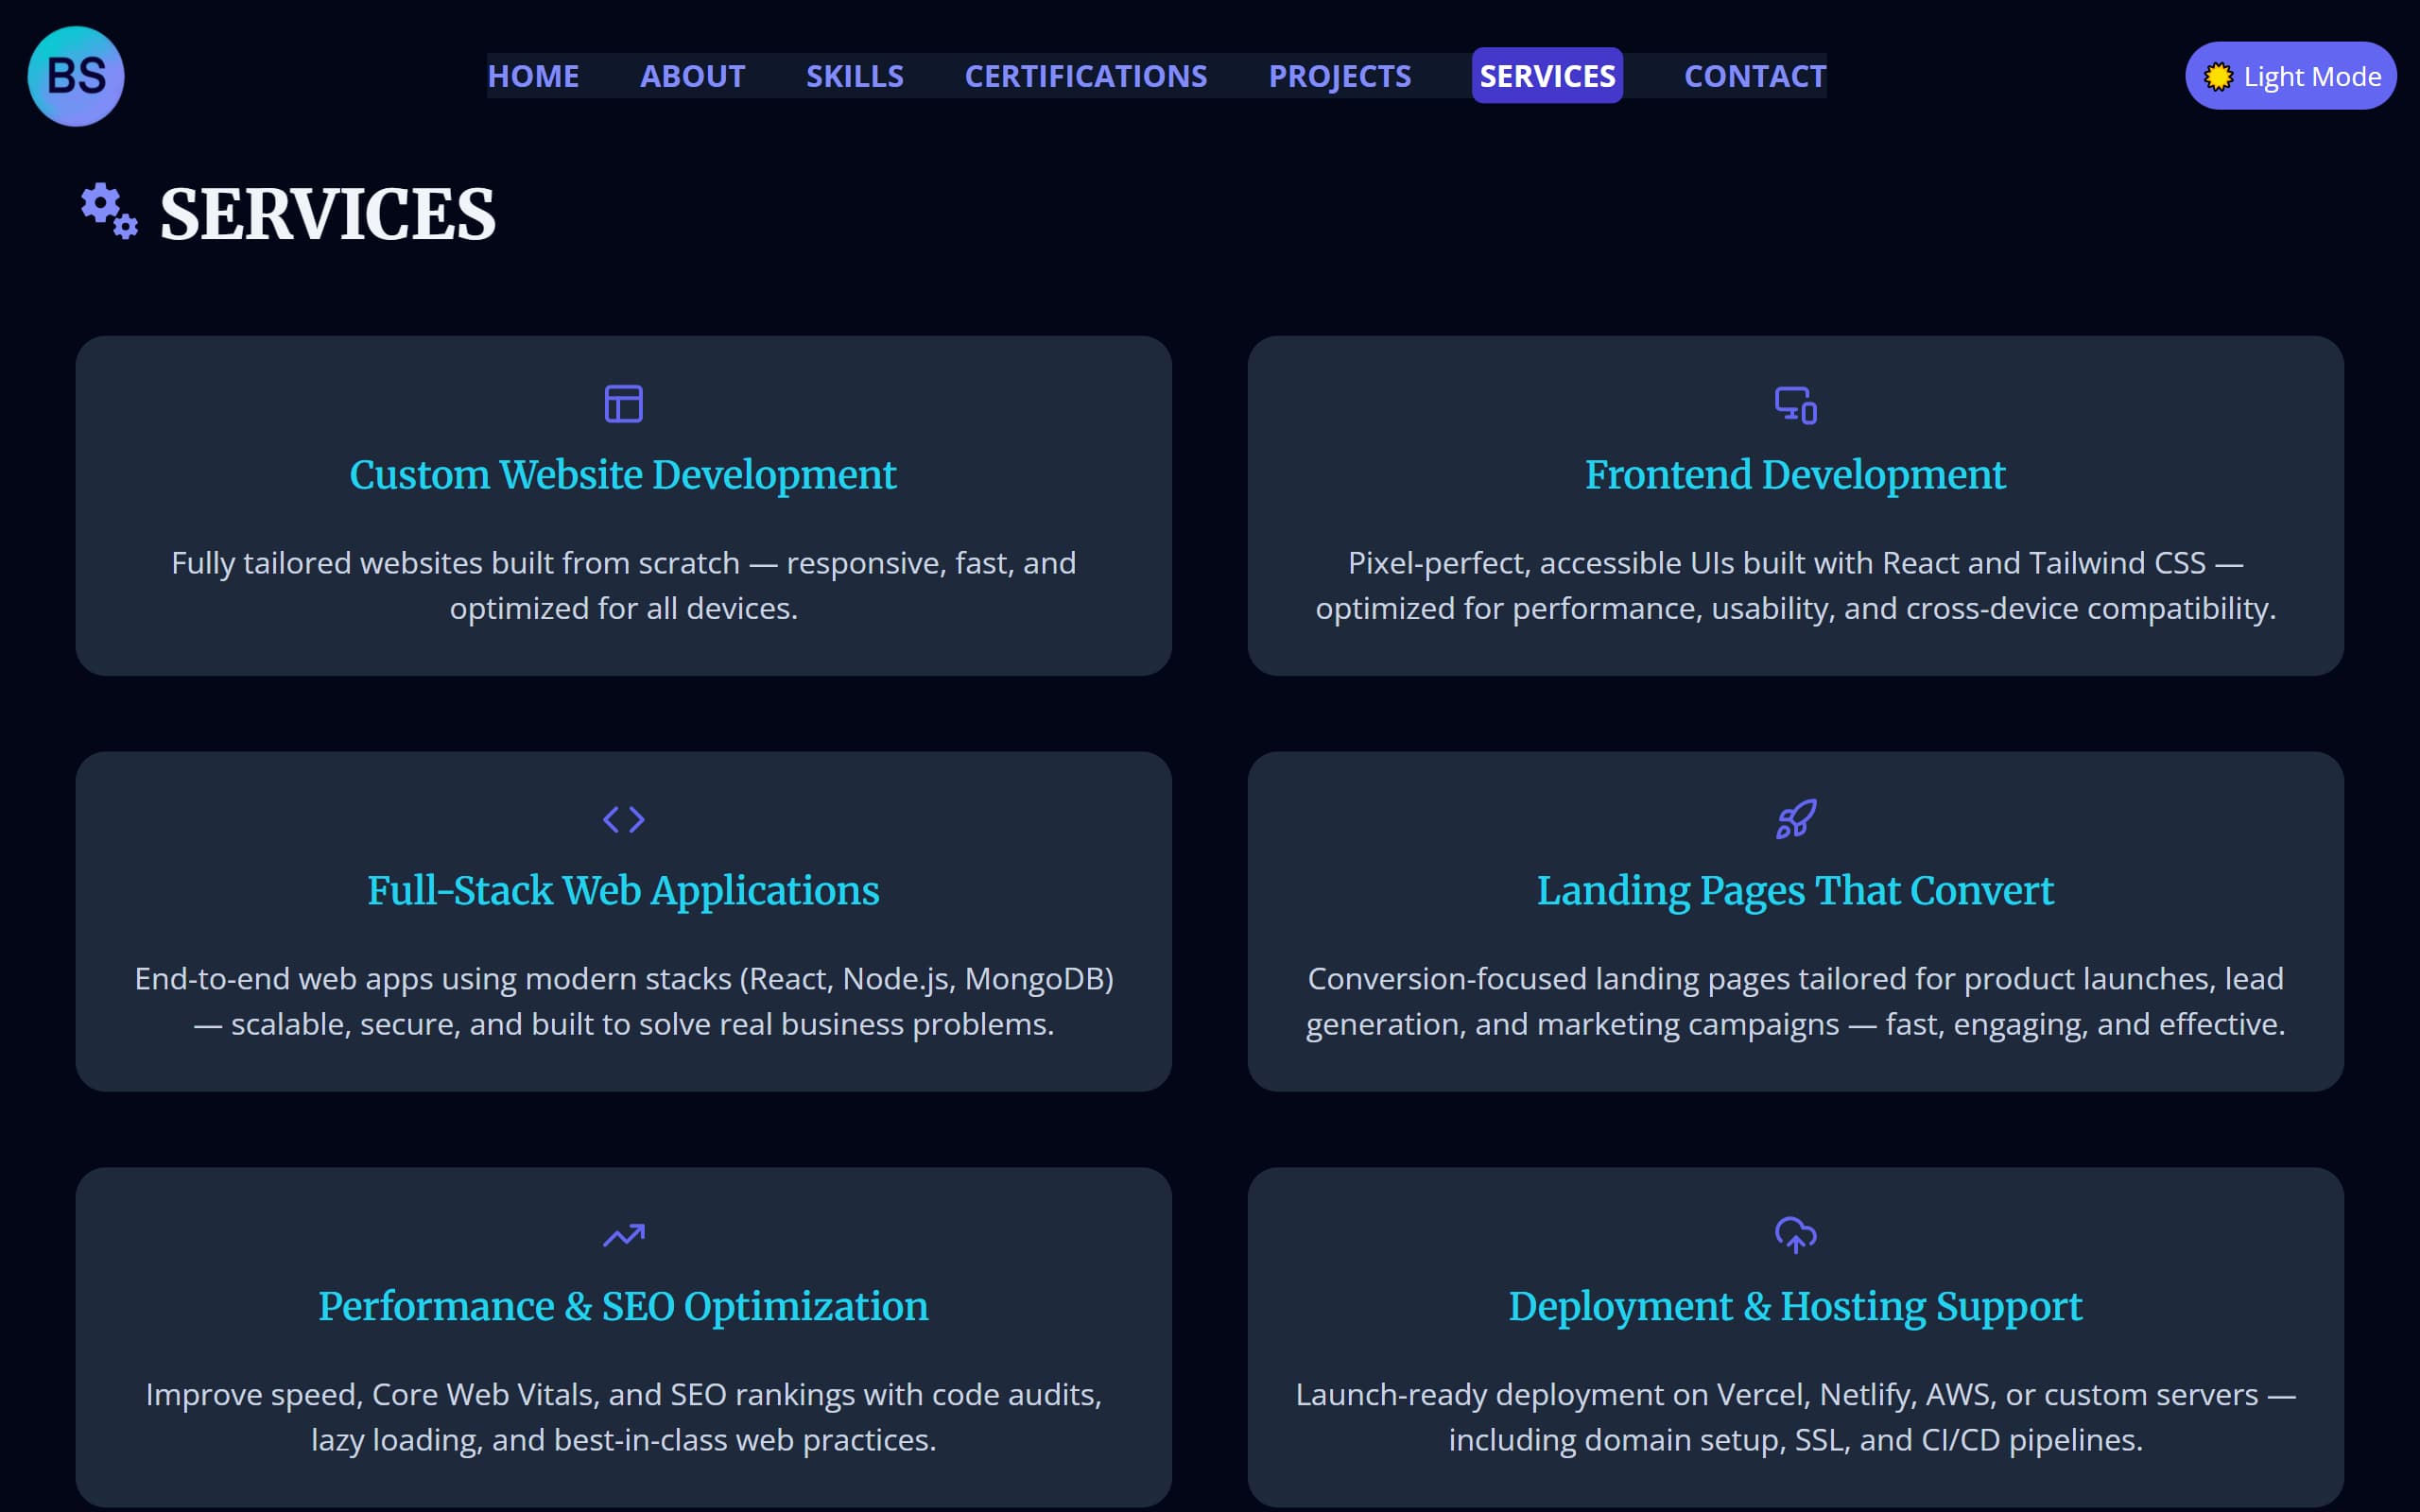 BS
HOME ABOUT SKILLS CERTIFICATIONS PROJECTS SERVICES CONTACT
Light Mode
SERVICES
Custom Website Development
Fully tailored websites built from scratch — responsive, fast, and
optimized for all devices.
Frontend Development
Pixel-perfect, accessible UIs built with React and Tailwind CSS —
optimized for performance, usability, and cross-device compatibility.
Full-Stack Web Applications
End-to-end web apps using modern stacks (React, Node.js, MongoDB)
— scalable, secure, and built to solve real business problems.
Landing Pages That Convert
Conversion-focused landing pages tailored for product launches, lead
generation, and marketing campaigns — fast, engaging, and effective.
Performance & SEO Optimization
Improve speed, Core Web Vitals, and SEO rankings with code audits,
lazy loading, and best-in-class web practices.
Deployment & Hosting Support
Launch-ready deployment on Vercel, Netlify, AWS, or custom servers —
including domain setup, SSL, and CI/CD pipelines.